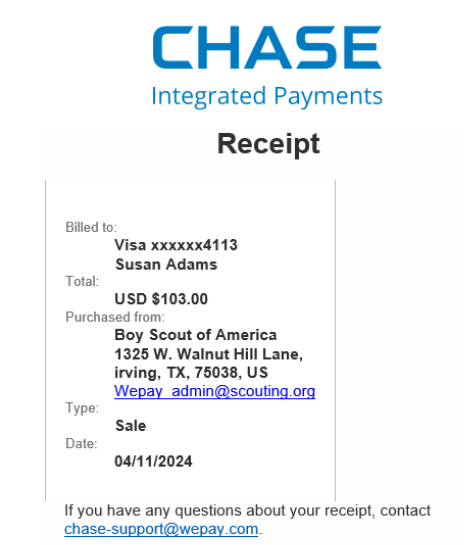 CHASE
Integrated Payments
Receipt
Billed to:
Visa xxxxxx4113
Susan Adams
Total:
USD $103.00
Purchased from:
Boy Scout of America
1325 W. Walnut Hill Lane,
irving, TX, 75038, US
Wepay_admin@scouting.org
Type:
Sale
Date:
04/11/2024
If you have any questions about your receipt, contact
chase-support@wepay.com.